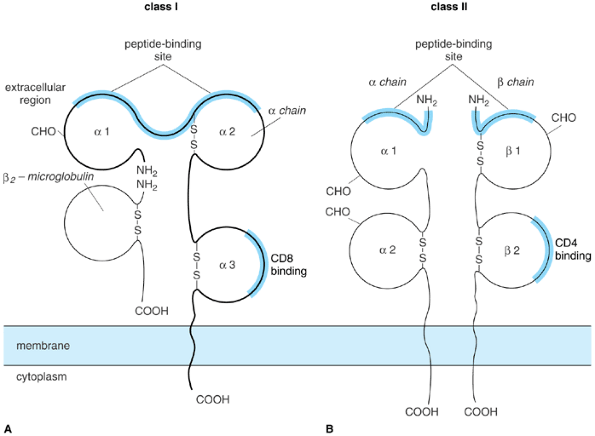 class I
peptide-binding
site
extracellular
region
α chain
CHO
α 1
S
S
α 2
NH2
NH2
β2 – microglobulin
S
S
S
S
α 3
CD8
binding
COOH
membrane
cytoplasm
COOH
A
class II
peptide-binding
site
α chain
β chain
NH2
NH2
CHO
α 1
S
S
β 1
CHO
CHO
α 2
S
S
S
S
β 2
CD4
binding
COOH
COOH
B